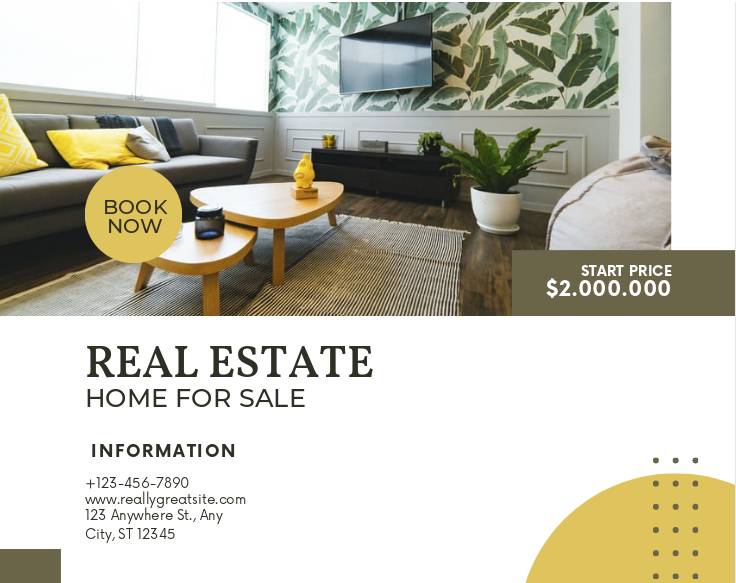 BOOK
NOW
START PRICE
$2.000.000
REAL ESTATE
HOME FOR SALE
INFORMATION
+123-456-7890
www.reallygreatsite.com
123 Anywhere St., Any
City, ST 12345